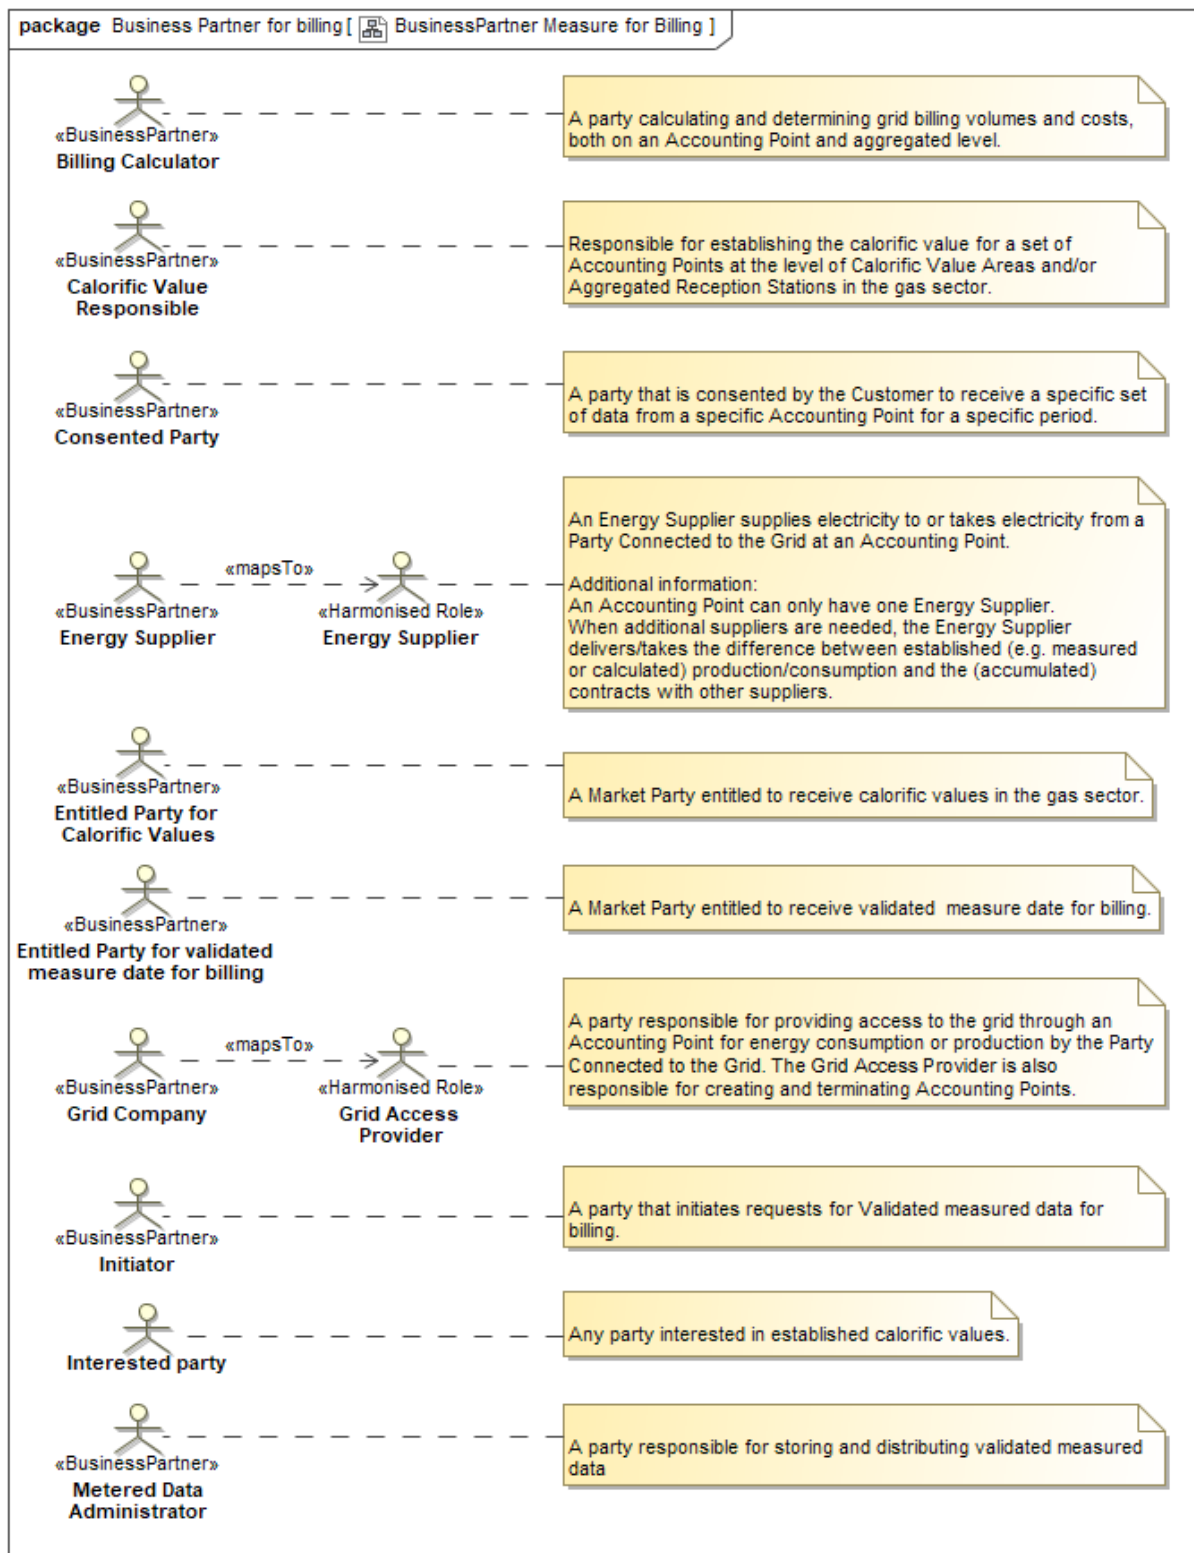 package Business Partner for billing [ BusinessPartner Measure for Billing ]
«BusinessPartner»
Billing Calculator
A party calculating and determining grid billing volumes and costs,
both on an Accounting Point and aggregated level.
«BusinessPartner»
Calorific Value
Responsible
Responsible for establishing the calorific value for a set of
Accounting Points at the level of Calorific Value Areas and/or
Aggregated Reception Stations in the gas sector.
«BusinessPartner»
Consented Party
A party that is consented by the Customer to receive a specific set
of data from a specific Accounting Point for a specific period.
«BusinessPartner»
Energy Supplier
«mapsTo»
«Harmonised Role»
Energy Supplier
An Energy Supplier supplies electricity to or takes electricity from a
Party Connected to the Grid at an Accounting Point.
Additional information:
An Accounting Point can only have one Energy Supplier.
When additional suppliers are needed, the Energy Supplier
delivers/takes the difference between established (e.g. measured
or calculated) production/consumption and the (accumulated)
contracts with other suppliers.
«BusinessPartner»
Entitled Party for
Calorific Values
A Market Party entitled to receive calorific values in the gas sector.
«BusinessPartner»
Entitled Party for validated
measure date for billing
A Market Party entitled to receive validated  measure date for billing.
«BusinessPartner»
Grid Company
«mapsTo»
«Harmonised Role»
Grid Access
Provider
A party responsible for providing access to the grid through an
Accounting Point for energy consumption or production by the Party
Connected to the Grid. The Grid Access Provider is also
responsible for creating and terminating Accounting Points.
«BusinessPartner»
Initiator
A party that initiates requests for Validated measured data for
billing.
Interested party
Any party interested in established calorific values.
«BusinessPartner»
Metered Data
Administrator
A party responsible for storing and distributing validated measured
data